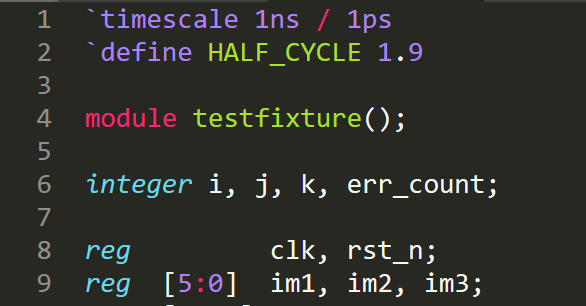 1 `timescale 1ns / 1ps
2 `define HALF_CYCLE 1.9
3
4 module testfixture();
5
6 integer i, j, k, err_count;
7
8 reg           clk, rst_n;
9 reg  [5:0]  im1, im2, im3;